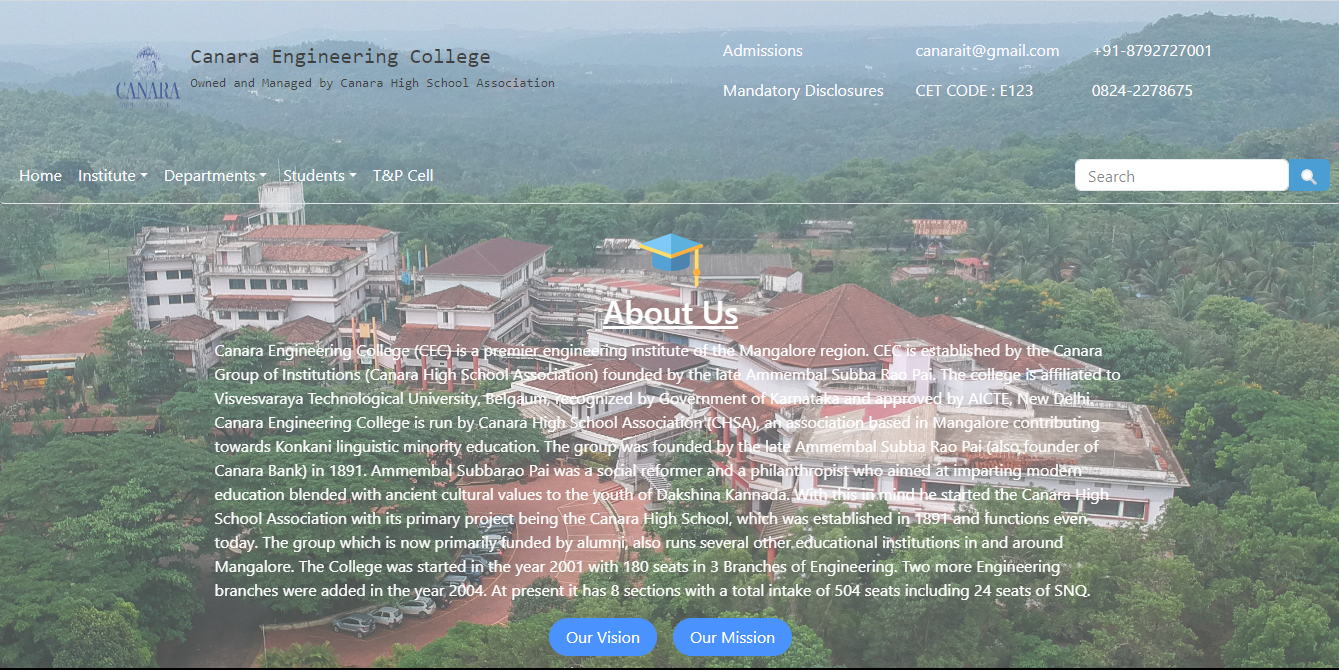 Canara Engineering College
Owned and Managed by Canara High School Association
CANARA
Admissions canarait@gmail.com +91-8792727001
Mandatory Disclosures CET CODE : E123 0824-2278675
Home Institute Departments Students T&P Cell Search
About Us
Canara Engineering College (CEC) is a premier engineering institute of the Mangalore region. CEC is established by the Canara
Group of Institutions (Canara High School Association) founded by the late Ammembal Subba Rao Pai. The college is affiliated to
Visvesvaraya Technological University, Belgaum, recognized by Government of Karnataka and approved by AICTE, New Delhi.
Canara Engineering College is run by Canara High School Association (CHSA), an association based in Mangalore contributing
towards Konkani linguistic minority education. The group was founded by the late Ammembal Subba Rao Pai (also founder of
Canara Bank) in 1891. Ammembal Subbarao Pai was a social reformer and a philanthropist who aimed at imparting modern
education blended with ancient cultural values to the youth of Dakshina Kannada. With this in mind he started the Canara High
School Association with its primary project being the Canara High School, which was established in 1891 and functions even
today. The group which is now primarily funded by alumni, also runs several other educational institutions in and around
Mangalore. The College was started in the year 2001 with 180 seats in 3 Branches of Engineering. Two more Engineering
branches were added in the year 2004. At present it has 8 sections with a total intake of 504 seats including 24 seats of SNQ.
Our Vision Our Mission